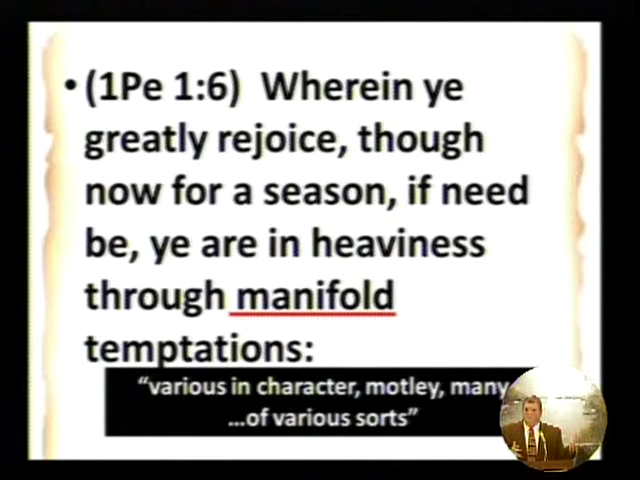 • (1Pe 1:6) Wherein ye
greatly rejoice, though
now for a season, if need
be, ye are in heaviness
through manifold
temptations:
“various in character, motley, many
...of various sorts”